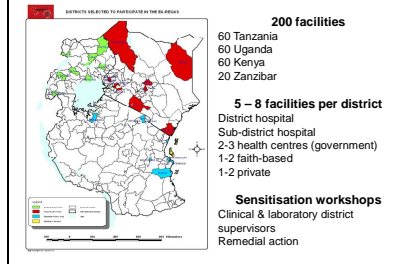 DISTRICTS SELECTED TO PARTICIPATE IN THE EA-REQAS
200 facilities
60 Tanzania
60 Uganda
60 Kenya
20 Zanzibar
5 – 8 facilities per district
District hospital
Sub-district hospital
2-3 health centres (government)
1-2 faith-based
1-2 private
Sensitisation workshops
Clinical & laboratory district
supervisors
Remedial action